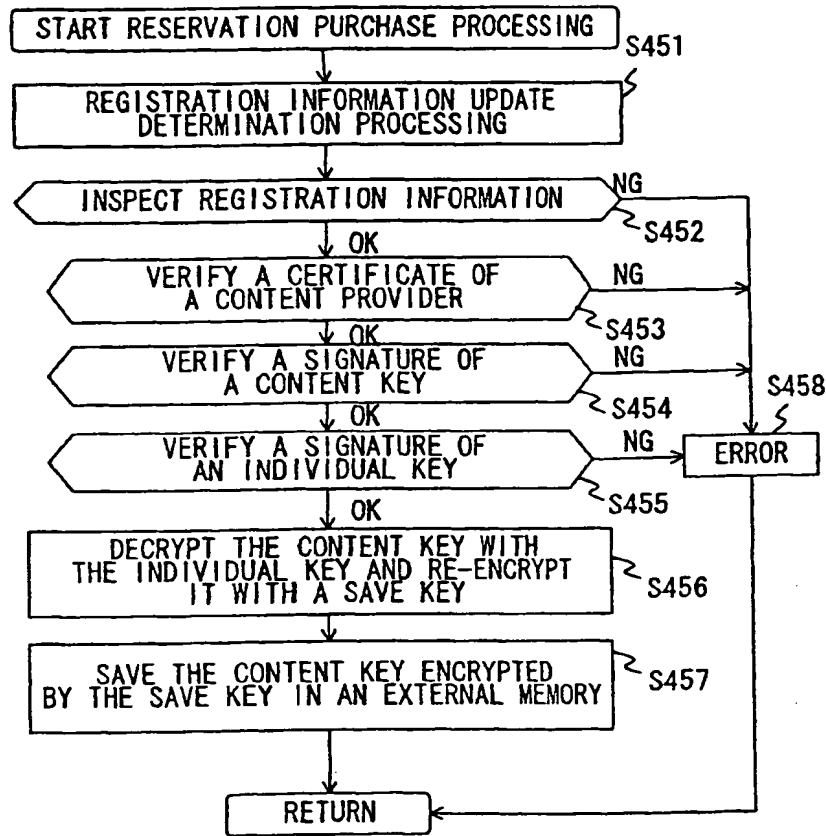 START RESERVATION PURCHASE PROCESSING
S451
REGISTRATION INFORMATION UPDATE
DETERMINATION PROCESSING
INSPECT REGISTRATION INFORMATION
NG
S452
OK
VERIFY A CERTIFICATE OF
A CONTENT PROVIDER
NG
S453
OK
VERIFY A SIGNATURE OF
A CONTENT KEY
NG
S454
OK
S458
VERIFY A SIGNATURE OF
AN INDIVIDUAL KEY
NG
ERROR
S455
OK
DECRYPT THE CONTENT KEY WITH
THE INDIVIDUAL KEY AND RE-ENCRYPT
IT WITH A SAVE KEY
S456
SAVE THE CONTENT KEY ENCRYPTED
BY THE SAVE KEY IN AN EXTERNAL MEMORY
S457
RETURN